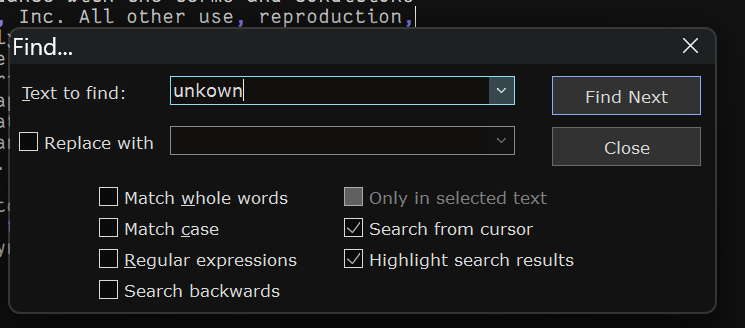 , Inc. All other use, reproduction,
Find...
Text to find:
unkown
Find Next
Replace with
Close
Match whole words
Only in selected text
Match case
Search from cursor
Regular expressions
Highlight search results
Search backwards